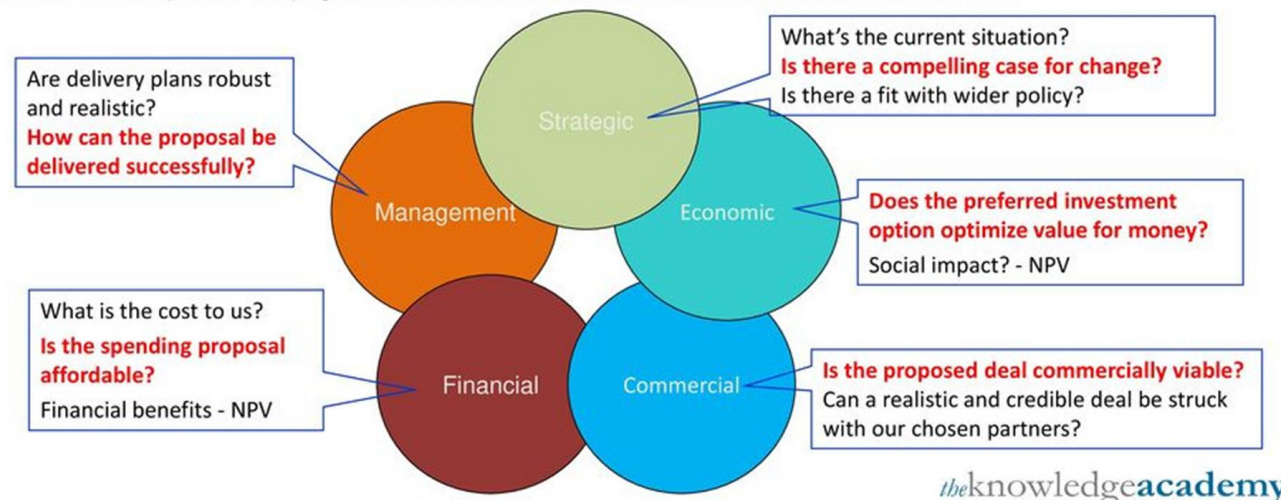 What's the current situation?
Is there a compelling case for change?
Is there a fit with wider policy?
Are delivery plans robust
and realistic?
How can the proposal be
delivered successfully?
Strategic
Management
Economic
Does the preferred investment
option optimize value for money?
Social impact? - NPV
What is the cost to us?
Is the spending proposal
affordable?
Financial benefits - NPV
Financial
Commercial
Is the proposed deal commercially viable?
Can a realistic and credible deal be struck
with our chosen partners?
theknowledgeacademy